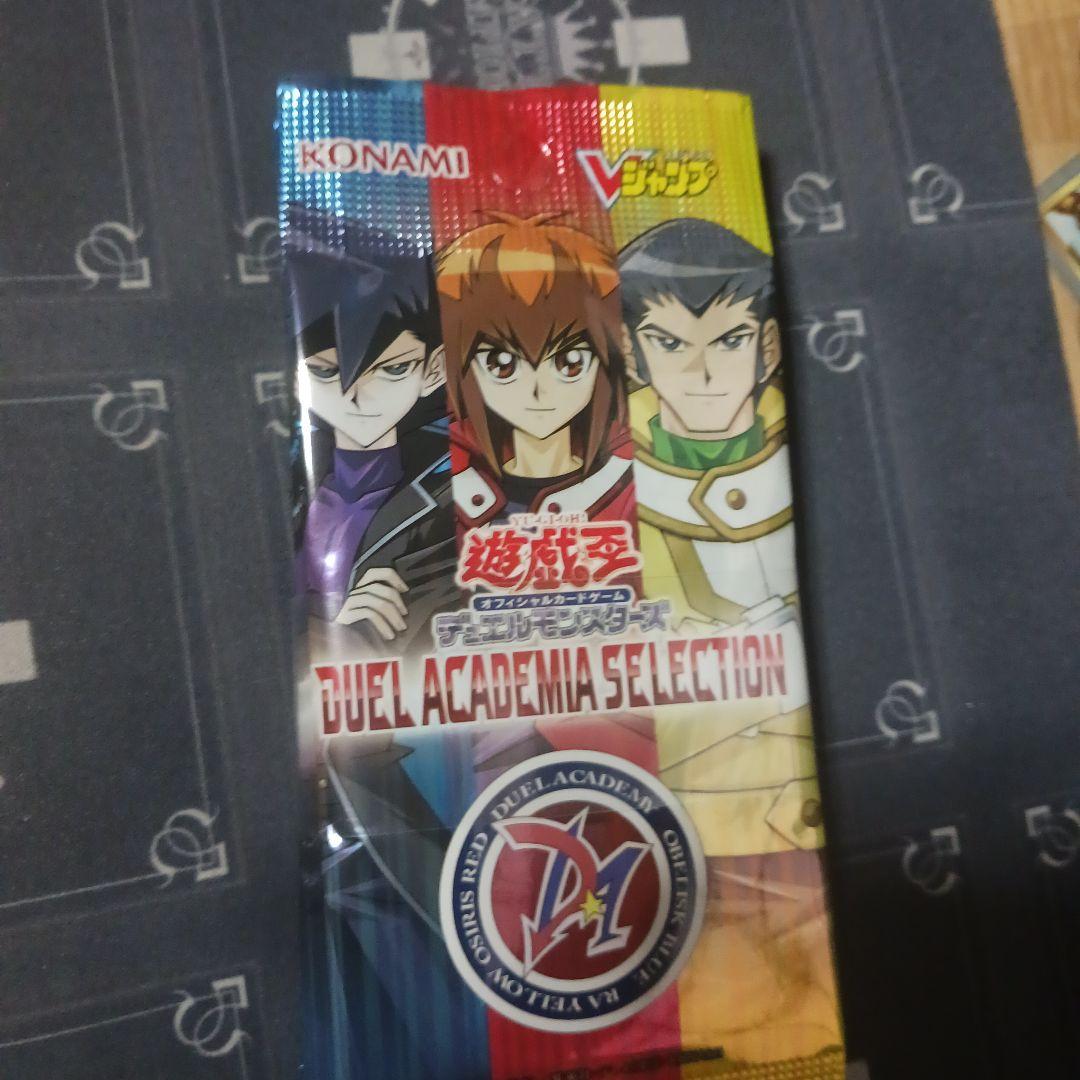 KONAMI
Vジャンプ
YU-GI-OH!
遊戯王
オフィシャルカードゲーム
デュエルモンスターズ
DUEL ACADEMIA SELECTION
DUEL ACADEMY
OBELISK BLUE
RA YELLOW
OSIRIS RED
DA